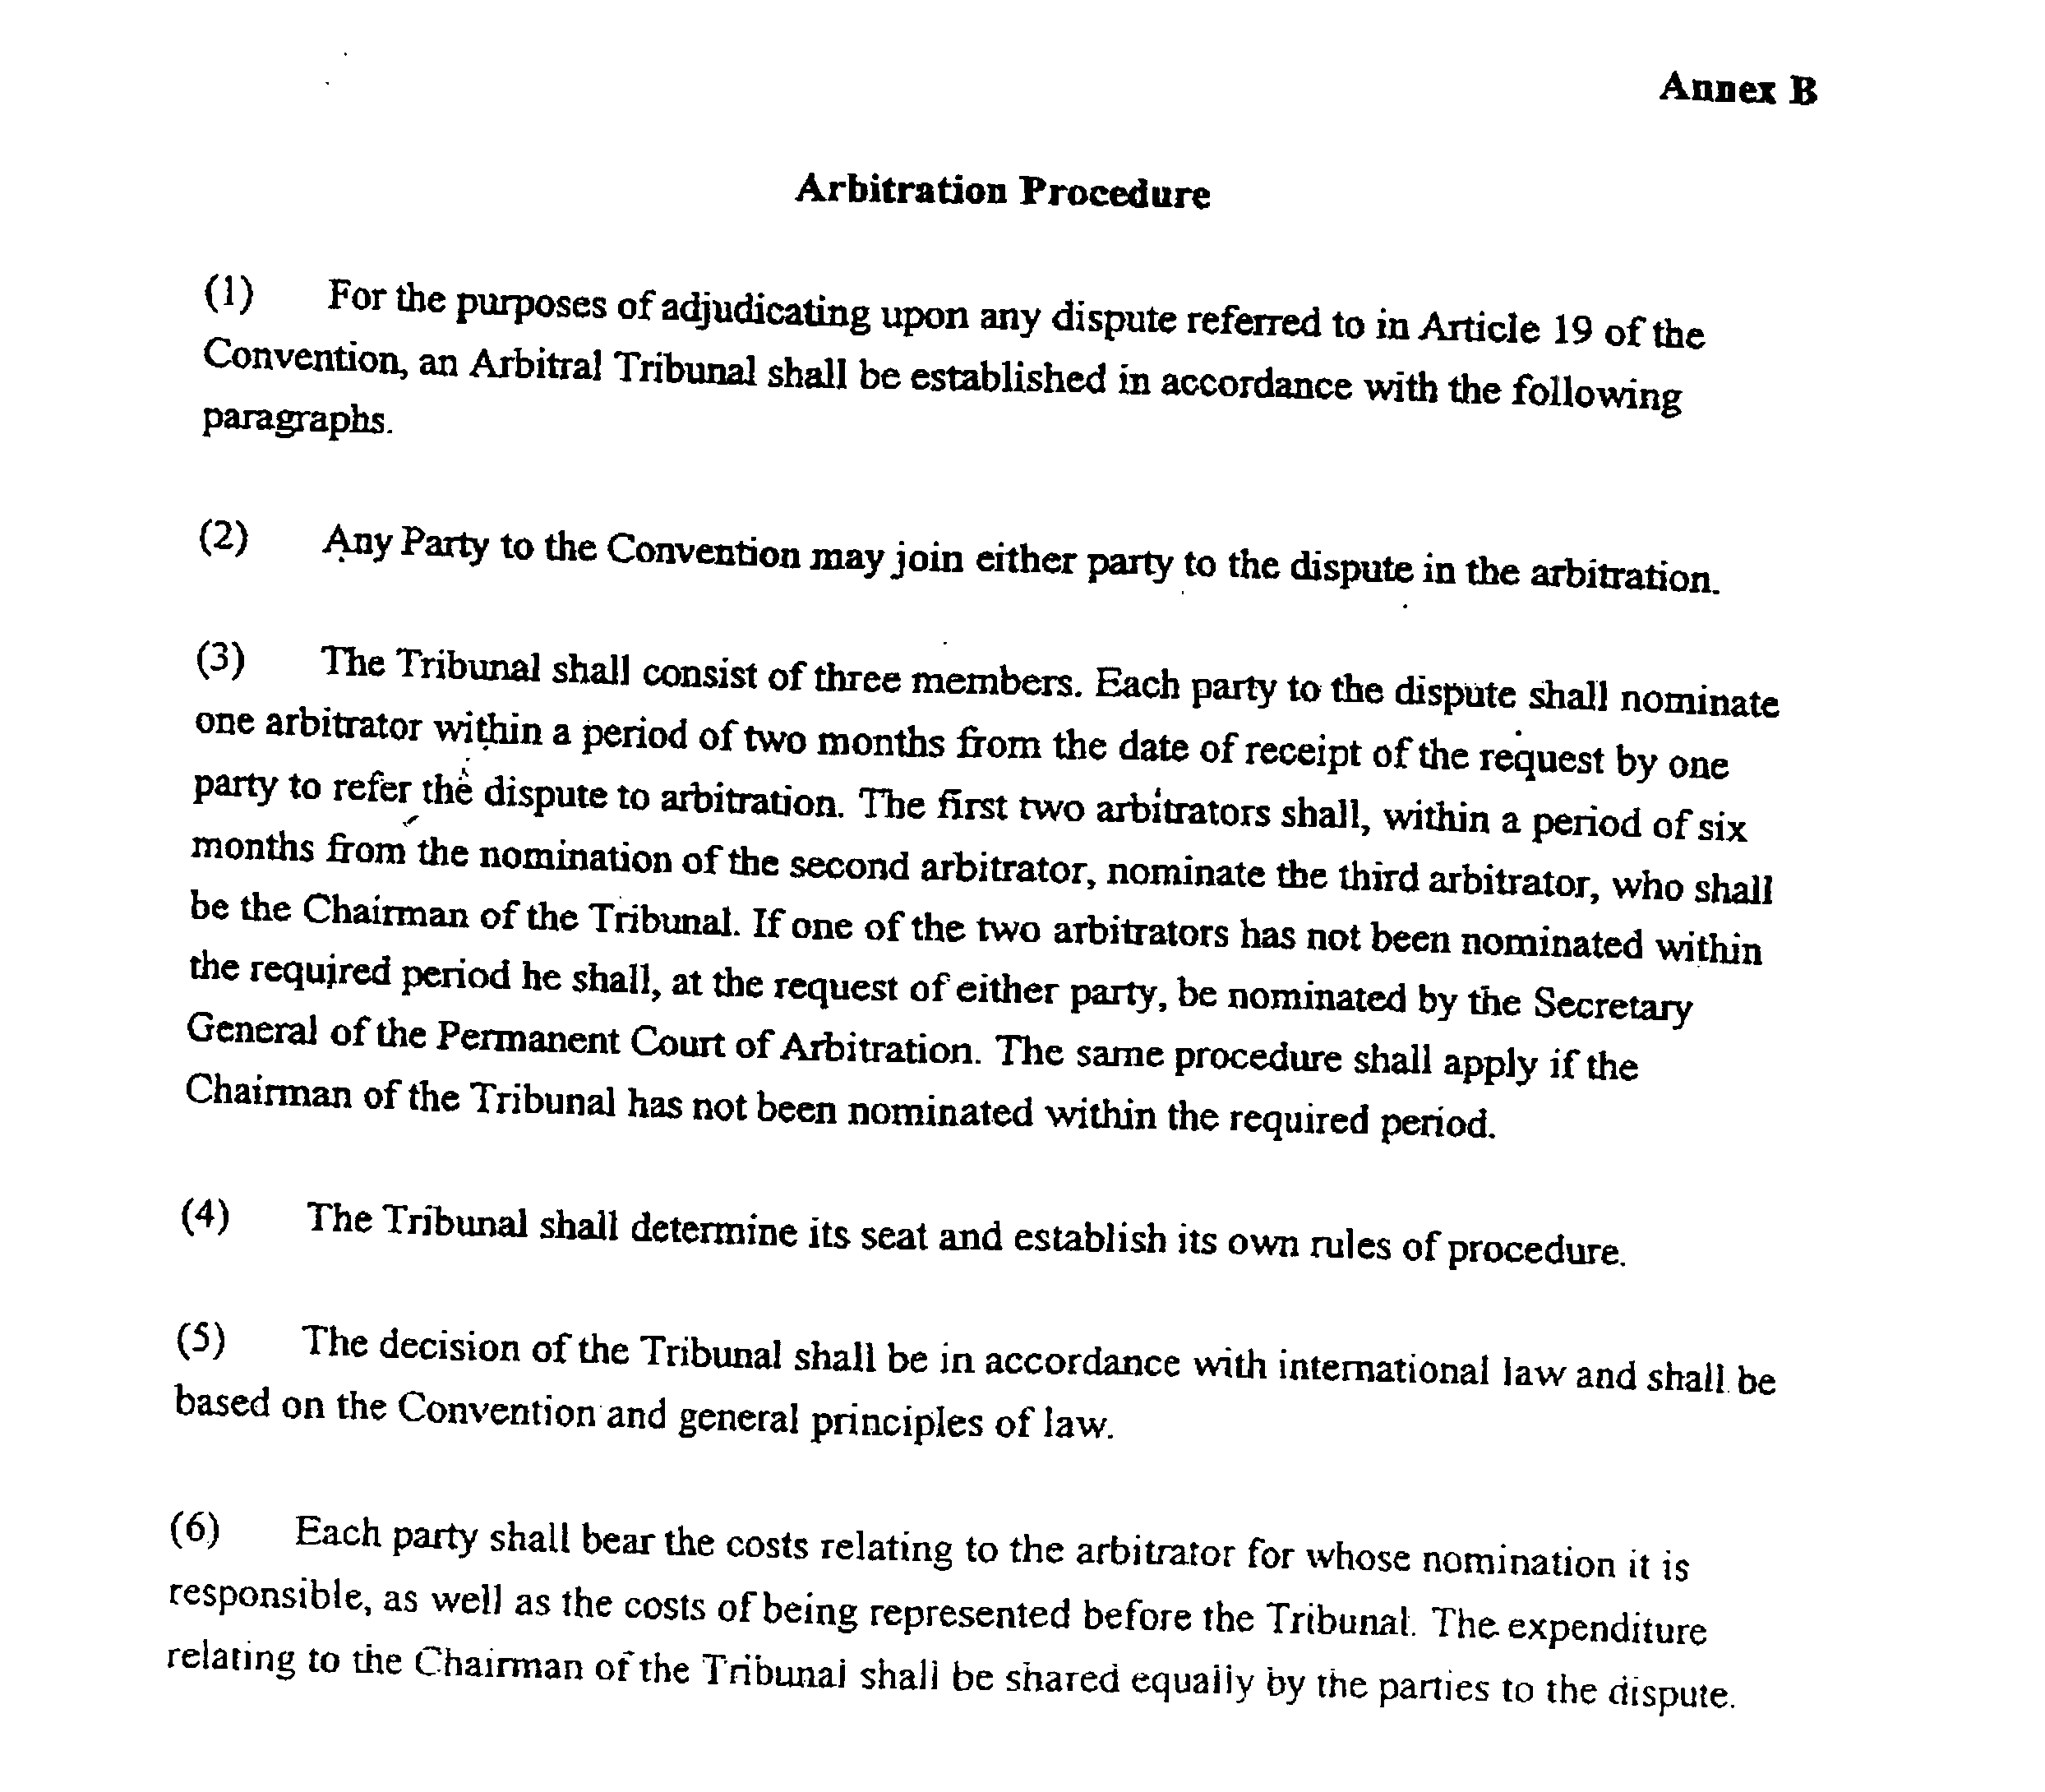 Annex B
Arbitration Procedure
(1) For the purposes of adjudicating upon any dispute referred to in Article 19 of the
Convention, an Arbitral Tribunal shall be established in accordance with the following
paragraphs.
(2) Any Party to the Convention may join either party to the dispute in the arbitration.
(3) The Tribunal shall consist of three members. Each party to the dispute shall nominate
one arbitrator within a period of two months from the date of receipt of the request by one
party to refer the dispute to arbitration. The first two arbitrators shall, within a period of six
months from the nomination of the second arbitrator, nominate the third arbitrator, who shall
be the Chairman of the Tribunal. If one of the two arbitrators has not been nominated within
the required period he shall, at the request of either party, be nominated by the Secretary
General of the Permanent Court of Arbitration. The same procedure shall apply if the
Chairman of the Tribunal has not been nominated within the required period.
(4) The Tribunal shall determine its seat and establish its own rules of procedure.
(5) The decision of the Tribunal shall be in accordance with international law and shall be
based on the Convention and general principles of law.
(6) Each party shall bear the costs relating to the arbitrator for whose nomination it is
responsible, as well as the costs of being represented before the Tribunal. The expenditure
relating to the Chairman of the Tribunal shall be shared equally by the parties to the dispute.